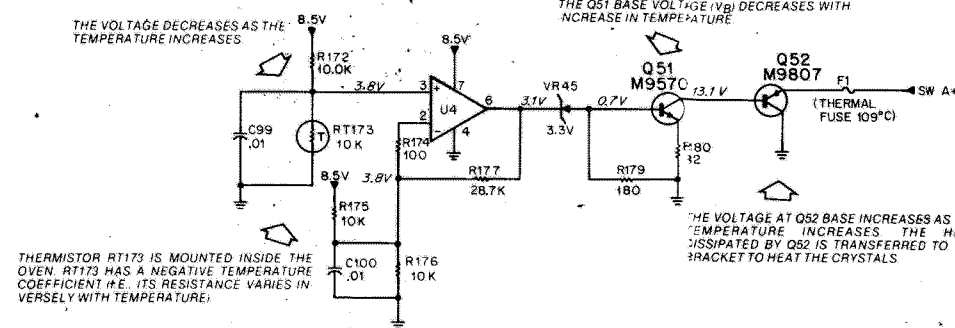 THE Q51 BASE VOLTAGE (VB) DECREASES WITH
INCREASE IN TEMPERATURE.
THE VOLTAGE DECREASES AS THE
TEMPERATURE INCREASES.
8.5V
R172
10.0K
3.8V
C99
.01
RT173
10K
T
8.5V
3
+
2
-
U4
7
4
6
R174
100
3.8V
R177
28.7K
8.5V
R175
10K
C100
.01
R176
10K
3.1V
VR45
3.3V
0.7V
Q51
M9570
13.1V
R180
82
R179
180
Q52
M9807
F1
(THERMAL
FUSE 109°C)
SW A+
THE VOLTAGE AT Q52 BASE INCREASES AS
TEMPERATURE INCREASES. THE
DISSIPATED BY Q52 IS TRANSFERRED TO
BRACKET TO HEAT THE CRYSTALS.
THERMISTOR RT173 IS MOUNTED INSIDE THE
OVEN. RT173 HAS A NEGATIVE TEMPERATURE
COEFFICIENT (I.E., ITS RESISTANCE VARIES IN
VERSELY WITH TEMPERATURE).